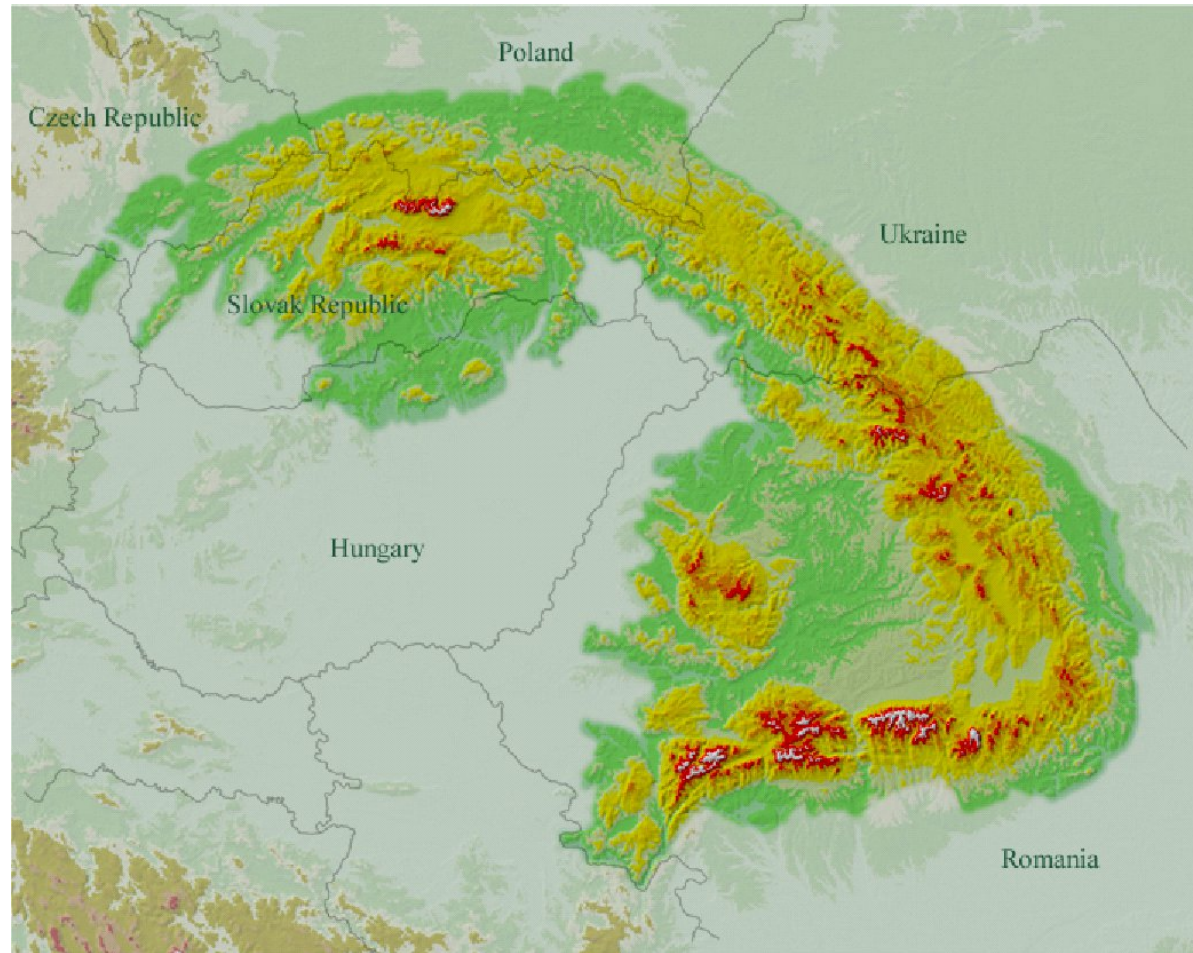 Poland
Czech Republic
Ukraine
Slovak Republic
Hungary
Romania